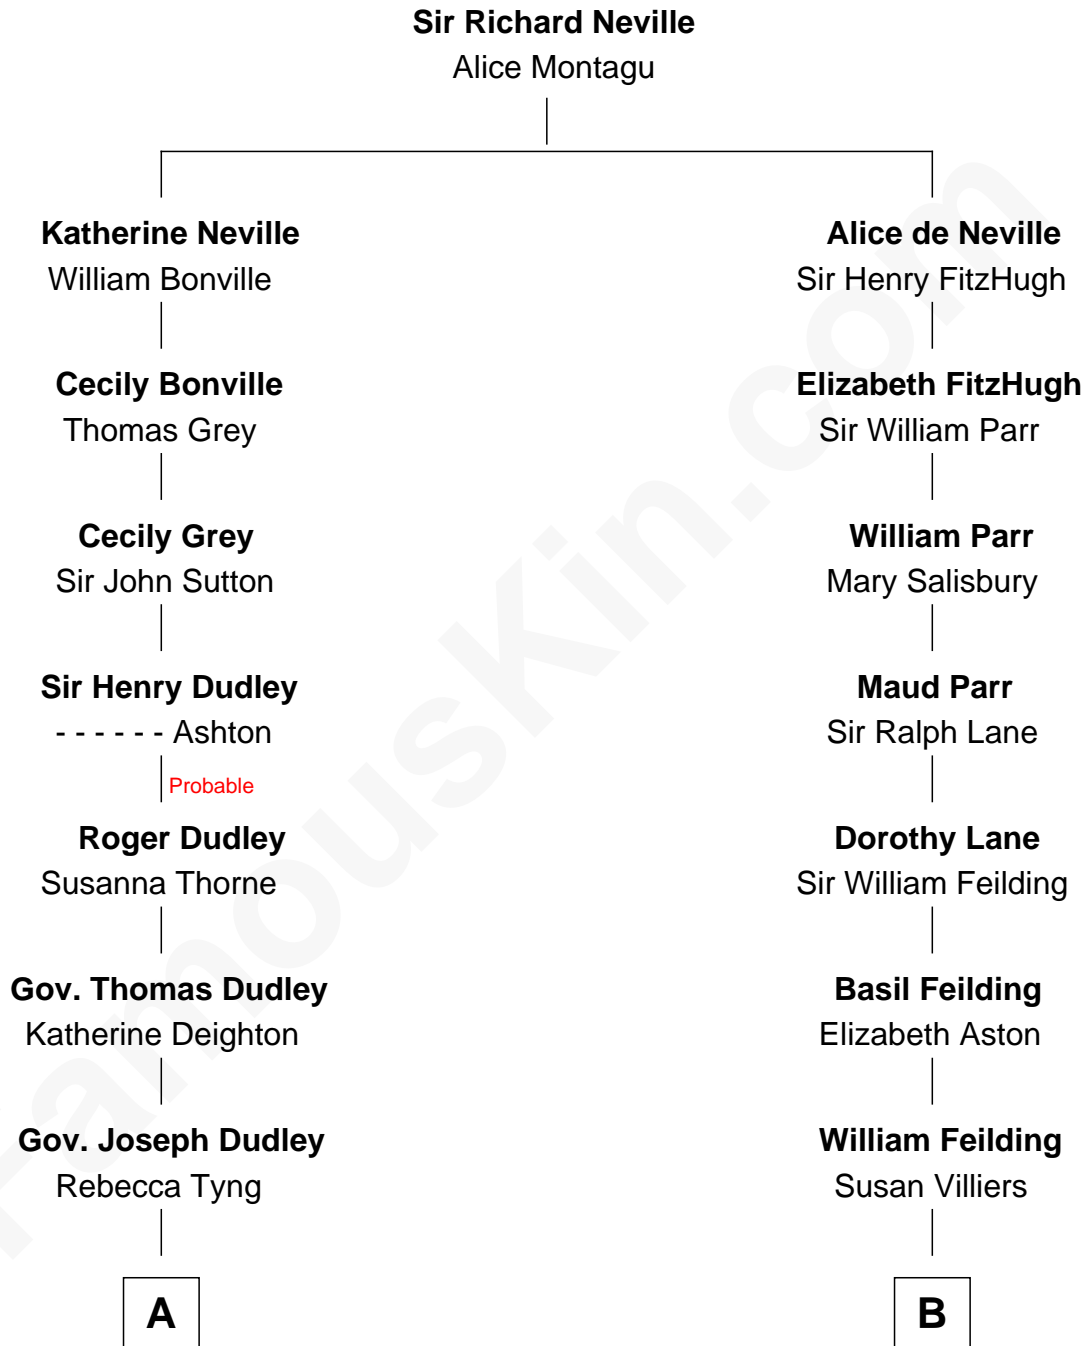 Sir Richard Neville
Alice Montagu
Katherine Neville
William Bonville
Alice de Neville
Sir Henry FitzHugh
Cecily Bonville
Thomas Grey
Elizabeth FitzHugh
Sir William Parr
Cecily Grey
Sir John Sutton
William Parr
Mary Salisbury
Sir Henry Dudley
- - - - - - Ashton
Probable
Maud Parr
Sir Ralph Lane
Roger Dudley
Susanna Thorne
Dorothy Lane
Sir William Feilding
Gov. Thomas Dudley
Katherine Deighton
Basil Feilding
Elizabeth Aston
Gov. Joseph Dudley
Rebecca Tyng
William Feilding
Susan Villiers
A
B
FamousKin.com